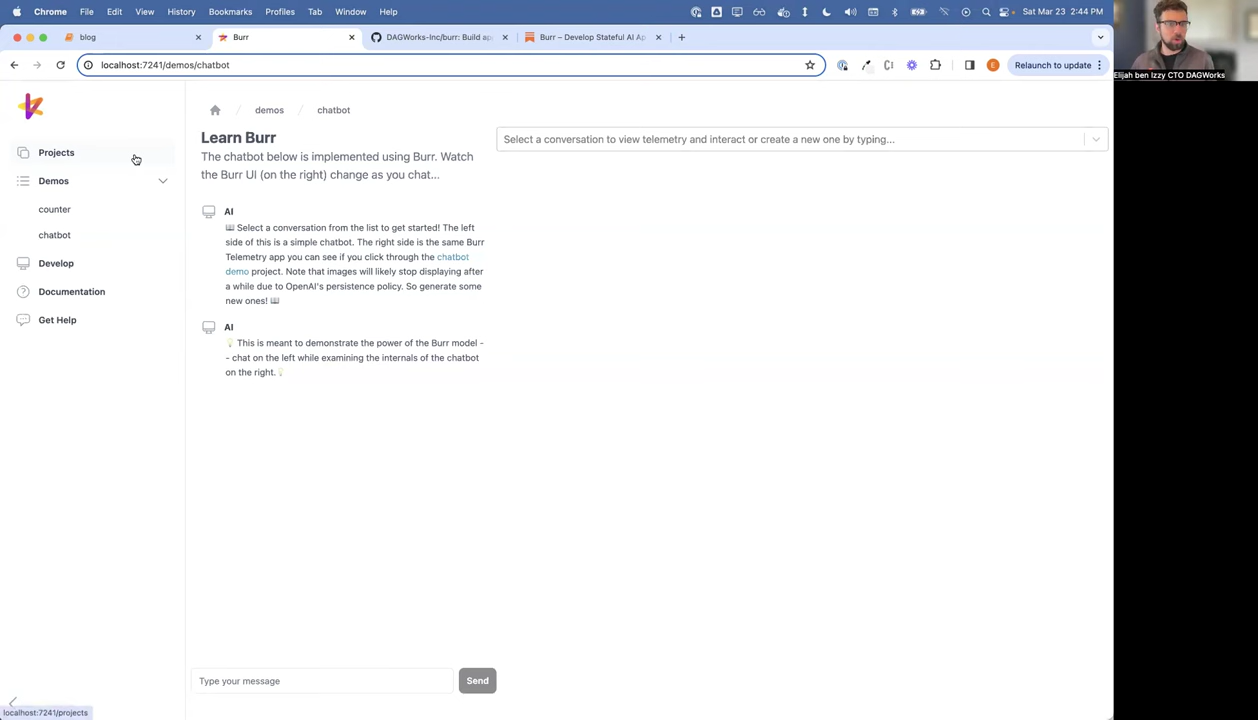 Chrome File Edit View History Bookmarks Profiles Tab Window Help
Sat Mar 23 2:44 PM
blog
Burr
DAGWorks-Inc/burr: Build ap
Burr – Develop Stateful AI Ap
localhost:7241/demos/chatbot
E
Relaunch to update
Elijah ben Izzy CTO DAGWorks
Projects
Demos
counter
chatbot
Develop
Documentation
Get Help
demos / chatbot
Learn Burr
The chatbot below is implemented using Burr. Watch
the Burr UI (on the right) change as you chat...
AI
📖 Select a conversation from the list to get started! The left
side of this is a simple chatbot. The right side is the same Burr
Telemetry app you can see if you click through the chatbot
demo project. Note that images will likely stop displaying after
a while due to OpenAI's persistence policy. So generate some
new ones! 📖
AI
💡 This is meant to demonstrate the power of the Burr model -
- chat on the left while examining the internals of the chatbot
on the right.💡
Select a conversation to view telemetry and interact or create a new one by typing...
Type your message
Send
localhost:7241/projects